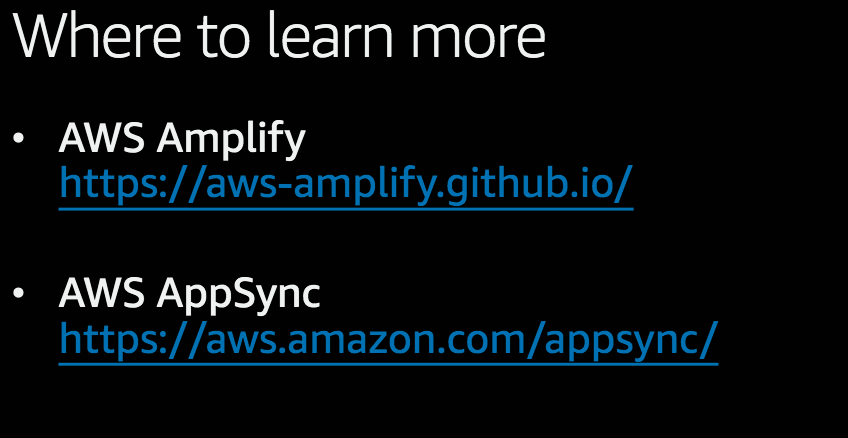 Where to learn more
• AWS Amplify
https://aws-amplify.github.io/
• AWS AppSync
https://aws.amazon.com/appsync/